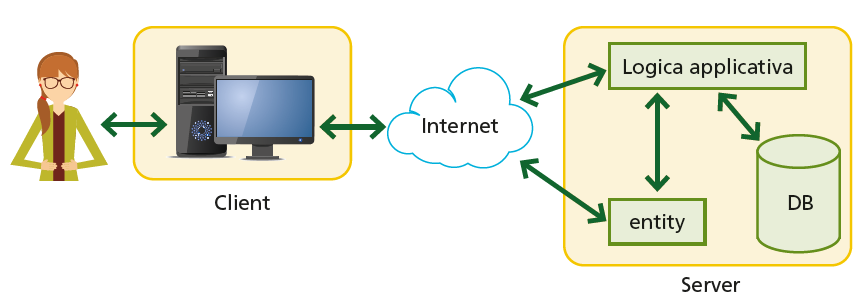 Logica applicativa
Internet
Client
entity
DB
Server